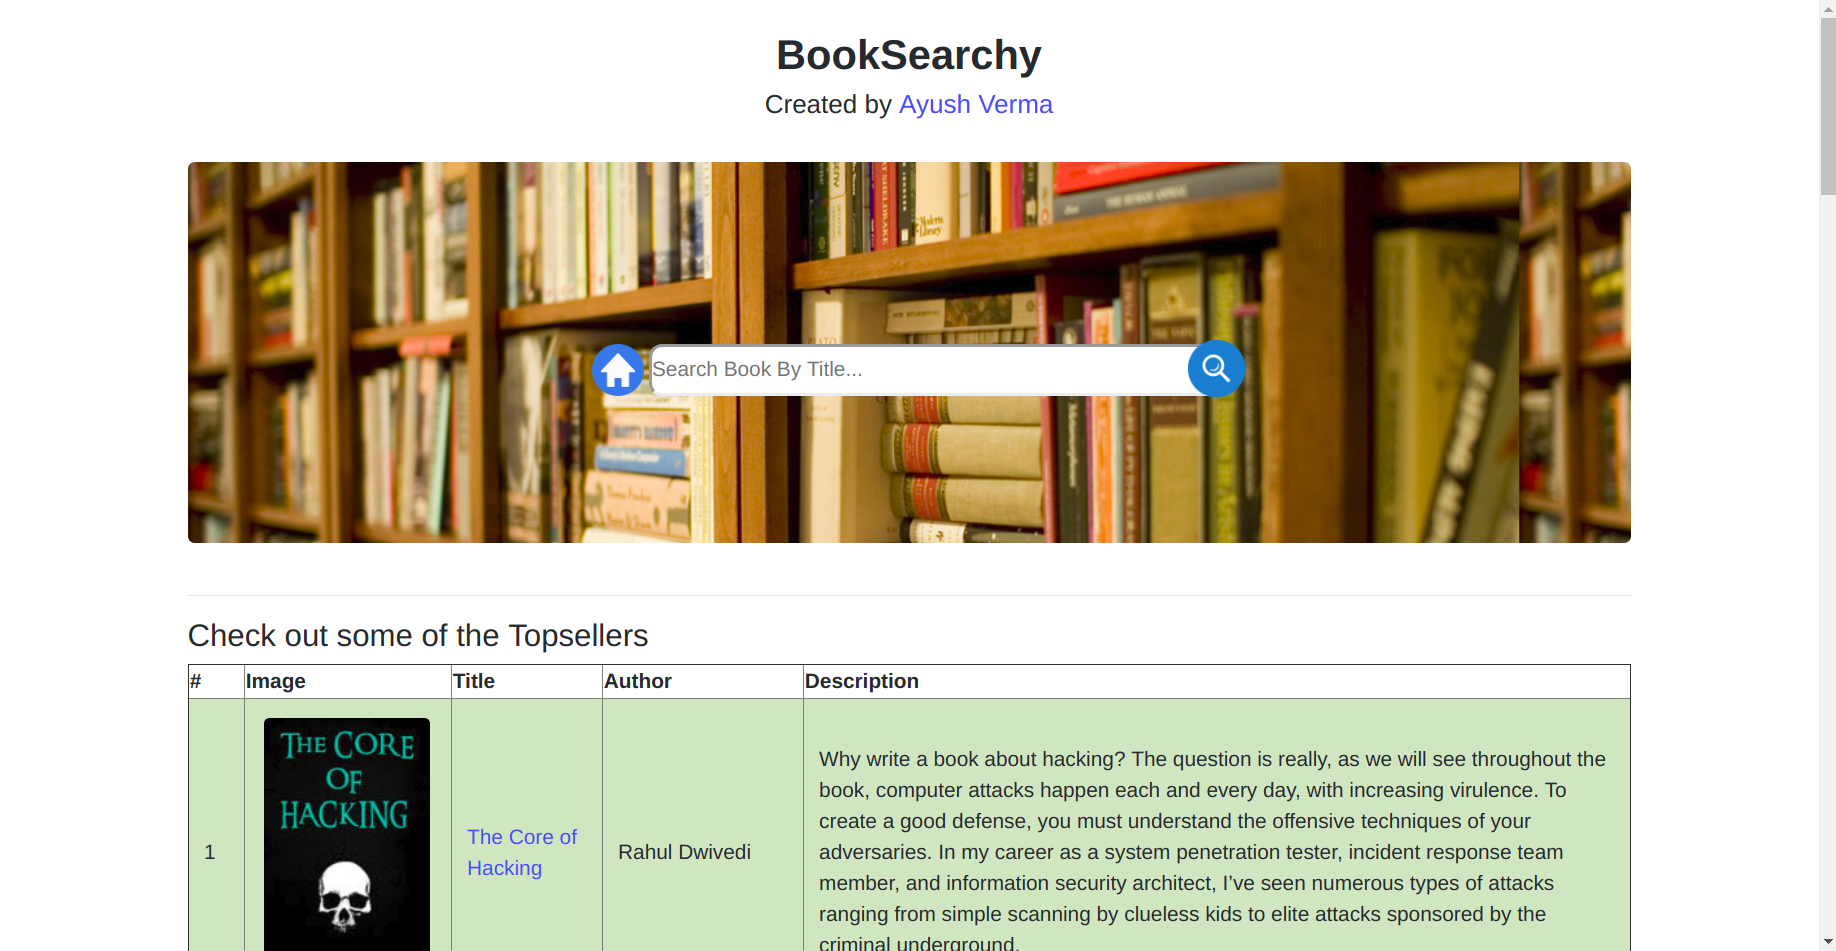 BookSearchy
Created by Ayush Verma
THE HUMAN ANIMAL
Modern
Library
Search Book By Title...
Check out some of the Topsellers
# Image Title Author Description
THE CORE
OF
HACKING
1
The Core of
Hacking
Rahul Dwivedi
Why write a book about hacking? The question is really, as we will see throughout the
book, computer attacks happen each and every day, with increasing virulence. To
create a good defense, you must understand the offensive techniques of your
adversaries. In my career as a system penetration tester, incident response team
member, and information security architect, I’ve seen numerous types of attacks
ranging from simple scanning by clueless kids to elite attacks sponsored by the
criminal underground.